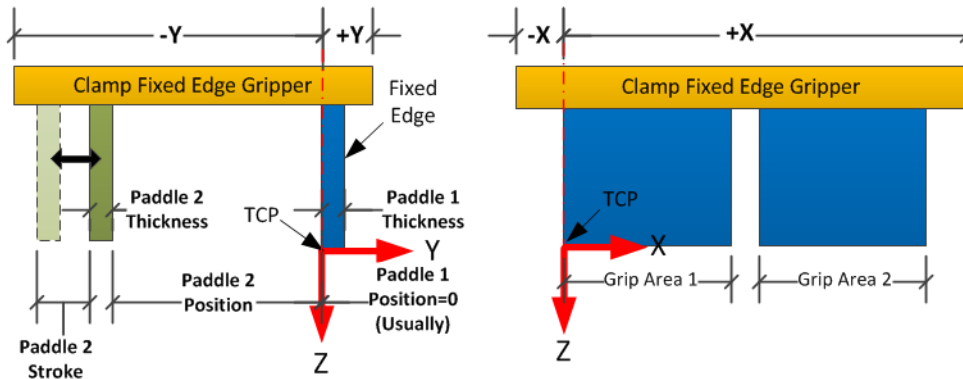 -Y
+Y
Clamp Fixed Edge Gripper
Fixed
Edge
Paddle 2
Thickness
TCP
Paddle 1
Thickness
Y
Paddle 2
Position
Paddle 1
Position=0
(Usually)
Z
Paddle 2
Stroke
-X
+X
Clamp Fixed Edge Gripper
TCP
X
Grip Area 1
Grip Area 2
Z